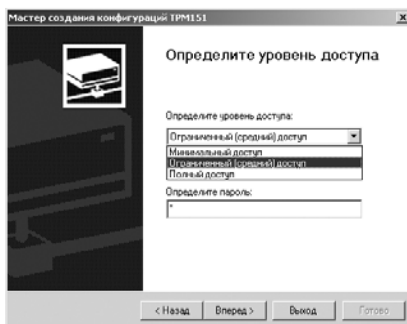 Мастер создания конфигураций ТРМ151
Определите уровень доступа
Определите уровень доступа:
Ограниченный (средний) доступ
Минимальный доступ
Ограниченный (средний) доступ
Полный доступ
Определите пароль:
*
< Назад
Вперед >
Выход
Готово